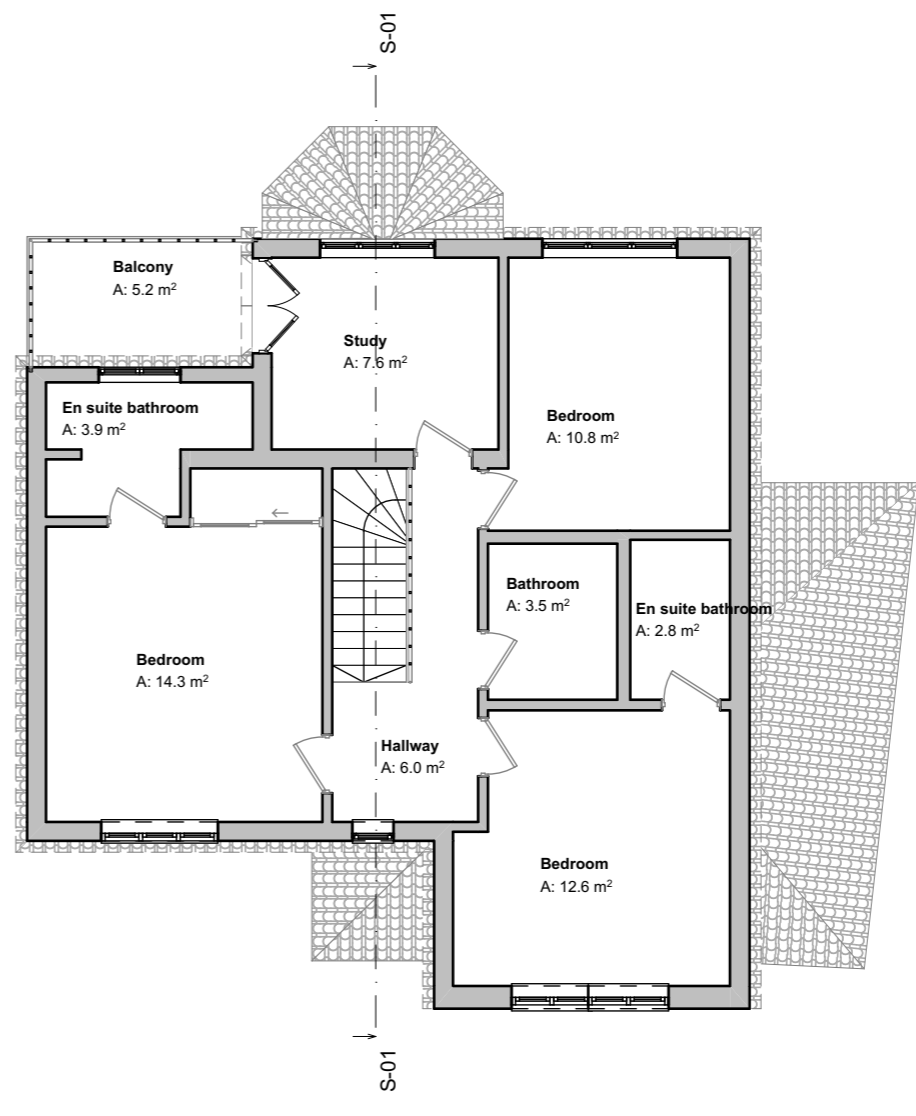 S-01
Balcony
A: 5.2 m²
Study
A: 7.6 m²
En suite bathroom
A: 3.9 m²
Bedroom
A: 10.8 m²
Bathroom
A: 3.5 m²
En suite bathroom
A: 2.8 m²
Bedroom
A: 14.3 m²
Hallway
A: 6.0 m²
Bedroom
A: 12.6 m²
S-01